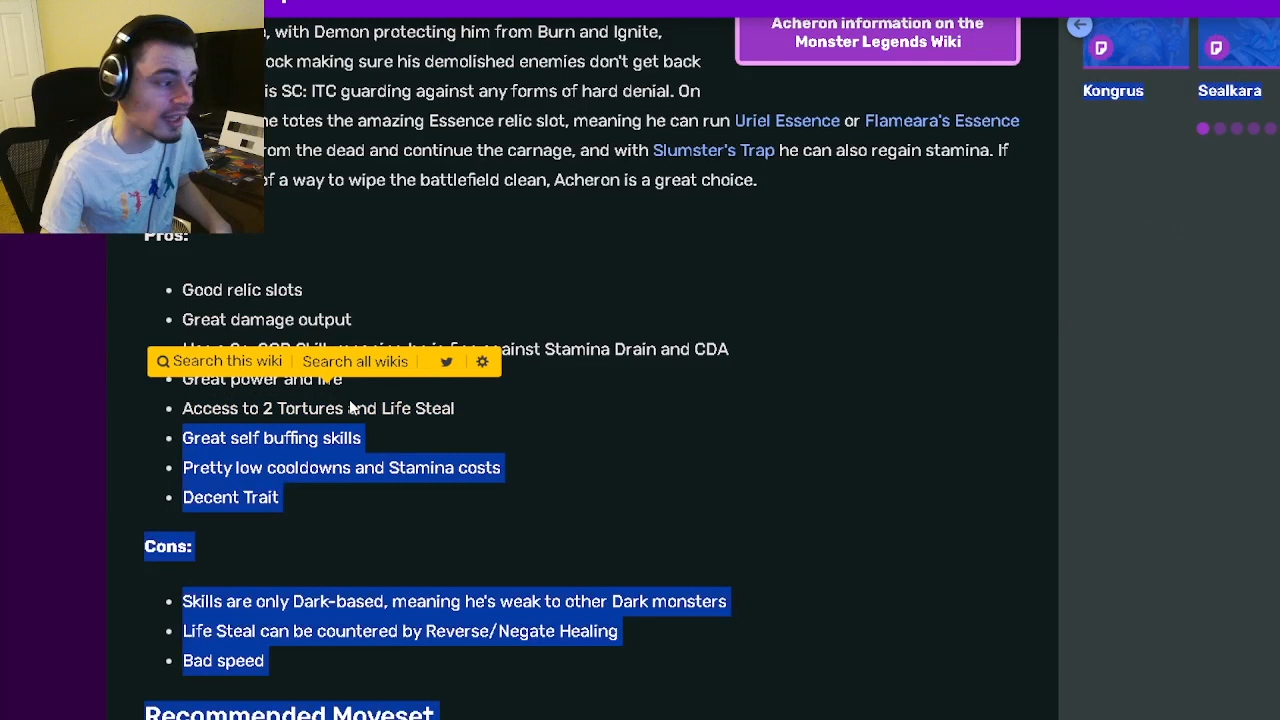 , with Demon protecting him from Burn and Ignite,
ock making sure his demolished enemies don't get back
is SC: ITC guarding against any forms of hard denial. On
ne totes the amazing Essence relic slot, meaning he can run Uriel Essence or Flameara's Essence
om the dead and continue the carnage, and with Slumster's Trap he can also regain stamina. If
of a way to wipe the battlefield clean, Acheron is a great choice.
Acheron information on the
Monster Legends Wiki
Kongrus
Sealkara
Pros:
Good relic slots
Great damage output
ainst Stamina Drain and CDA
Search this wiki
Search all wikis
Great power and life
Access to 2 Tortures and Life Steal
Great self buffing skills
Pretty low cooldowns and Stamina costs
Decent Trait
Cons:
Skills are only Dark-based, meaning he's weak to other Dark monsters
Life Steal can be countered by Reverse/Negate Healing
Bad speed
Recommended Moveset